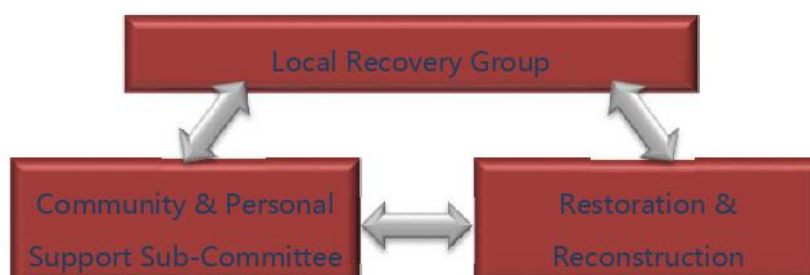 Local Recovery Group
Community & Personal
Support Sub-Committee
Restoration &
Reconstruction